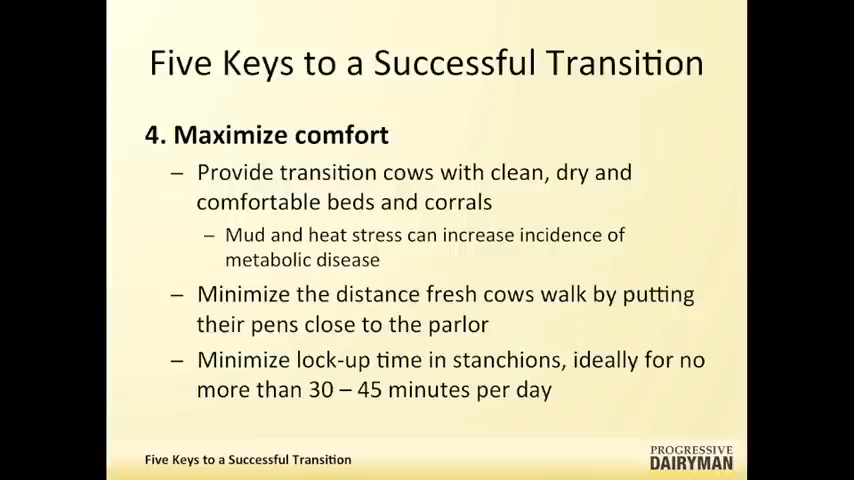 Five Keys to a Successful Transition
4. Maximize comfort
– Provide transition cows with clean, dry and
comfortable beds and corrals
– Mud and heat stress can increase incidence of
metabolic disease
– Minimize the distance fresh cows walk by putting
their pens close to the parlor
– Minimize lock-up time in stanchions, ideally for no
more than 30 – 45 minutes per day
Five Keys to a Successful Transition
PROGRESSIVE
DAIRYMAN